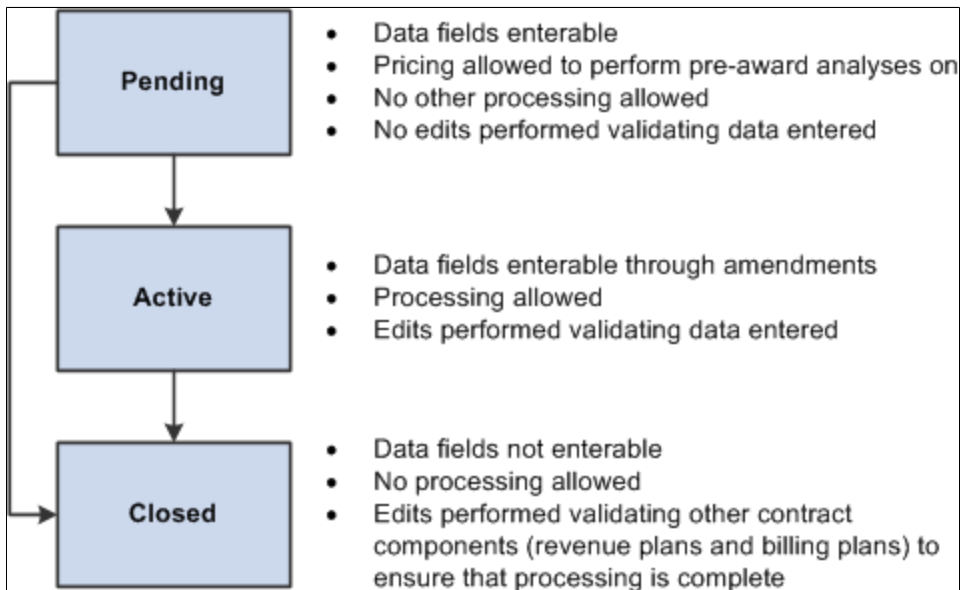 Pending
• Data fields enterable
• Pricing allowed to perform pre-award analyses on
• No other processing allowed
• No edits performed validating data entered
Active
• Data fields enterable through amendments
• Processing allowed
• Edits performed validating data entered
Closed
• Data fields not enterable
• No processing allowed
• Edits performed validating other contract
components (revenue plans and billing plans) to
ensure that processing is complete